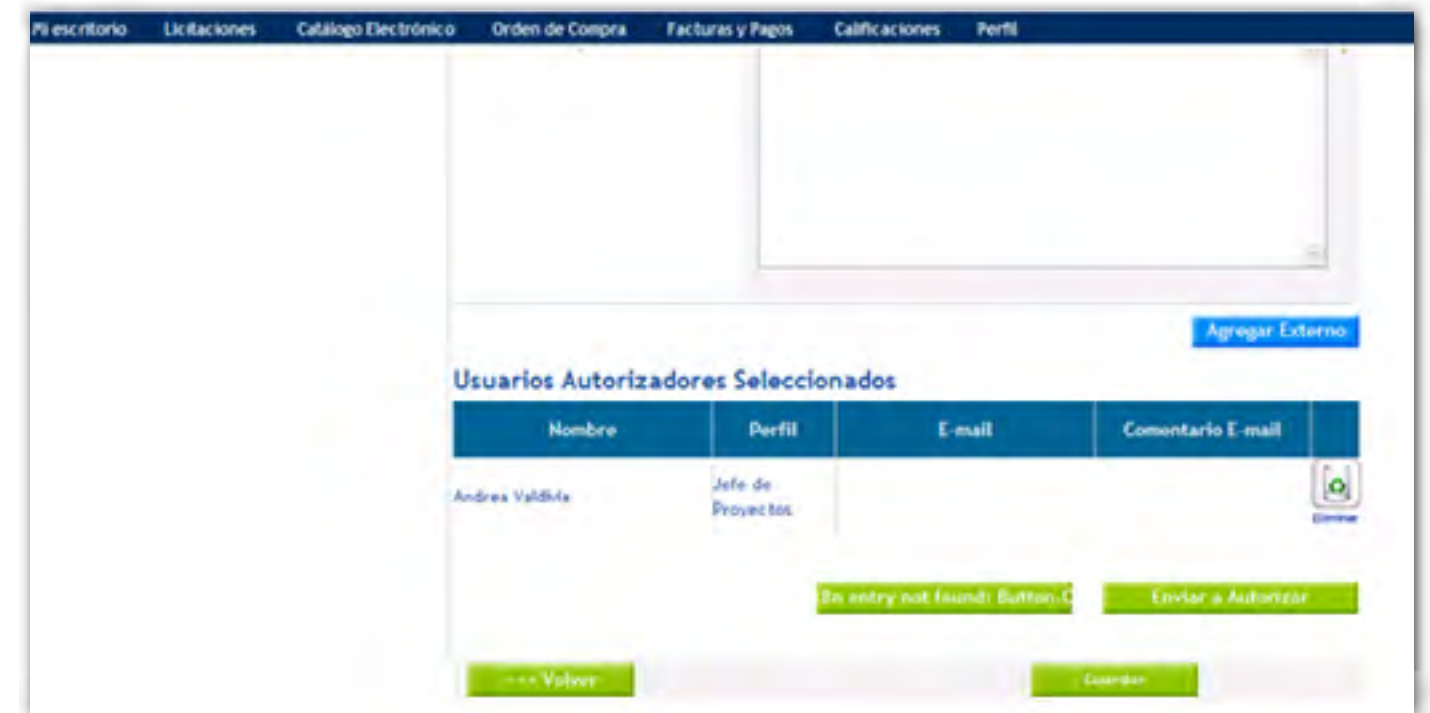 Mi escritorio Licitaciones Catálogo Electrónico Orden de Compra Facturas y Pagos Calificaciones Perfil
Agregar Externo
Usuarios Autorizadores Seleccionados
Nombre Perfil E-mail Comentario E-mail
Andrea Valdivia Jefe de
Proyectos
Eliminar
8n entry not found: Button.C Enviar a Autorizar
<<< Volver Guardar